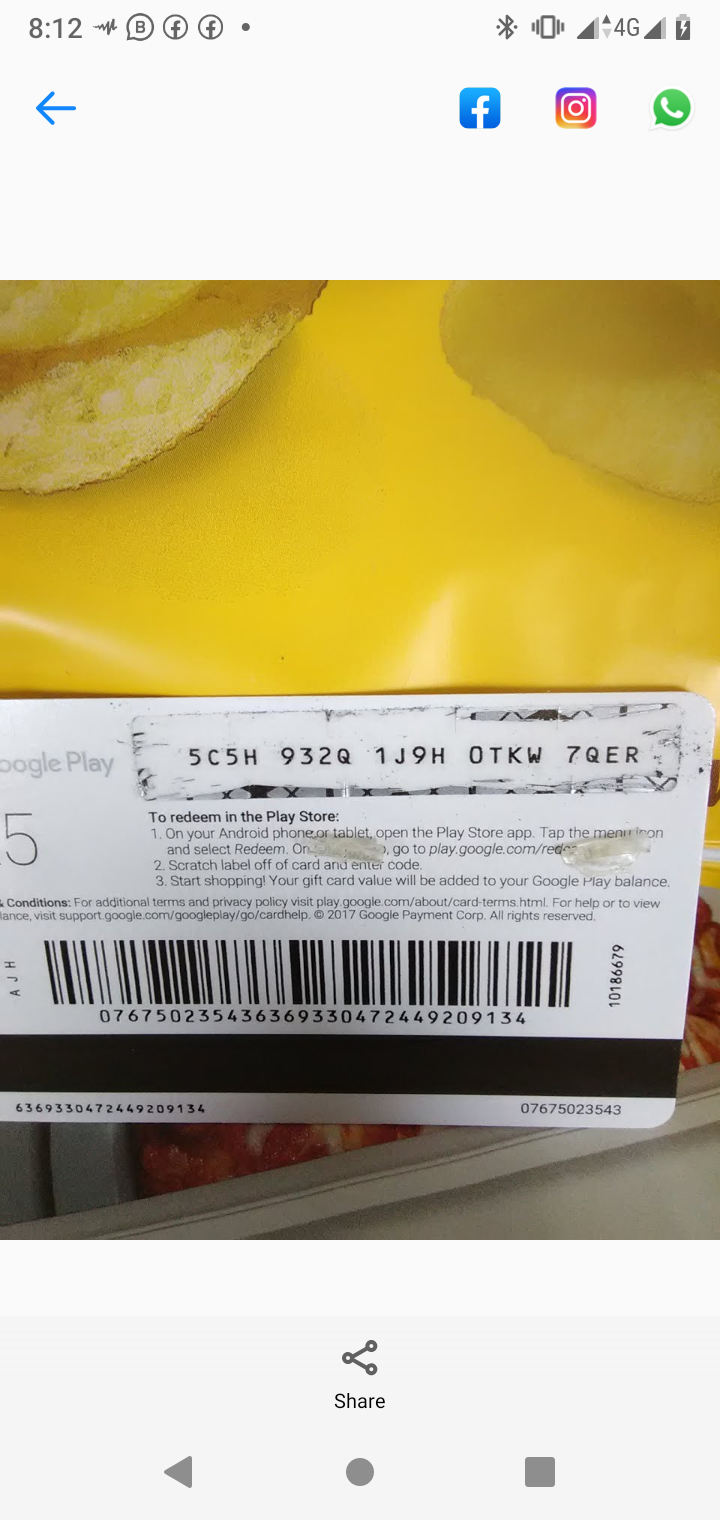 8:12
4G
oogle Play
5C5H 932Q 1J9H 0TKW 7QER
5
To redeem in the Play Store:
1. On your Android phone or tablet, open the Play Store app. Tap the menu icon
and select Redeem. On , go to play.google.com/rede
2. Scratch label off of card and enter code.
3. Start shopping! Your gift card value will be added to your Google Play balance.
& Conditions: For additional terms and privacy policy visit play.google.com/about/card-terms.html. For help or to view
lance, visit support.google.com/googleplay/go/cardhelp. © 2017 Google Payment Corp. All rights reserved.
AJH
10186679
076750235436369330472449209134
6369330472449209134
07675023543
Share